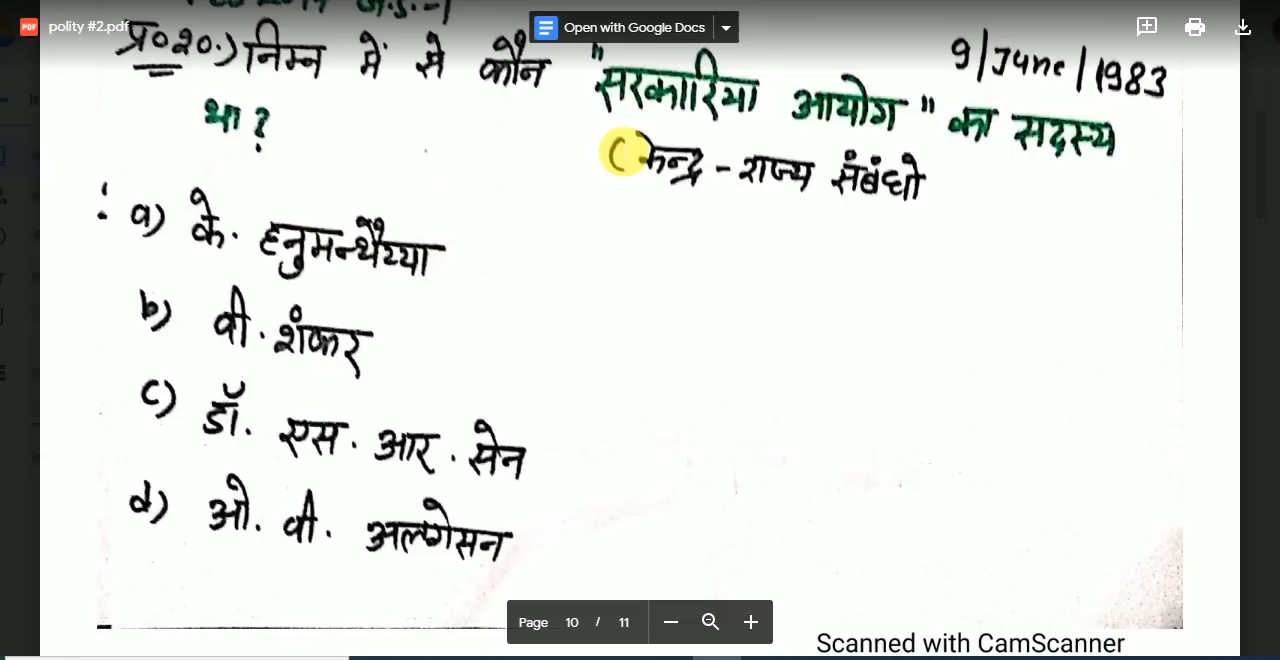 polity #2.pdf
Open with Google Docs
प्र०२०.) निम्न में से कौन "सरकारिया आयोग" का सदस्य
9/June/1983
था?
(केन्द्र - राज्य संबंधो
a) के. हनुमन्थैय्या
b) वी. शंकर
c) डॉ. एस. आर. सेन
d) ओ. वी. अल्गेसन
Page 10 / 11
Scanned with CamScanner